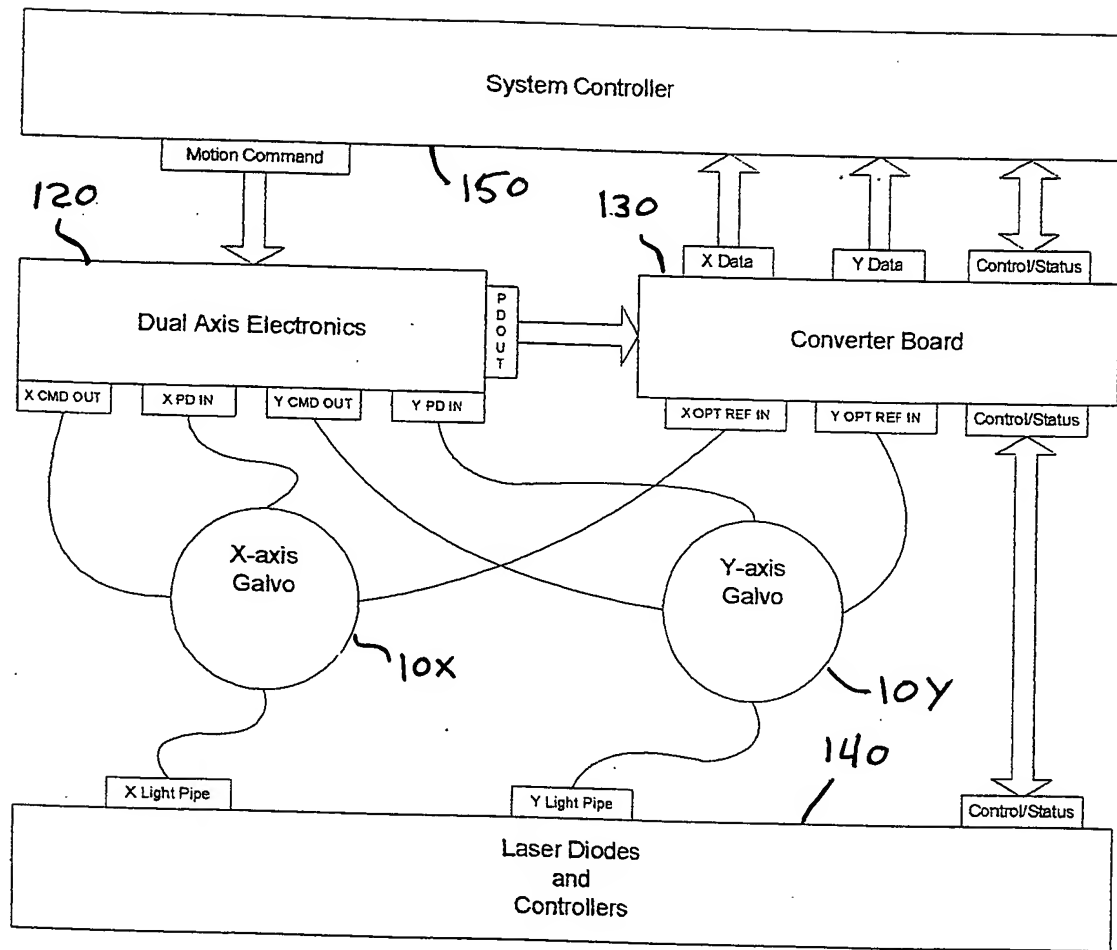 System Controller
Motion Command
150
120
130
X Data
Y Data
Control/Status
Dual Axis Electronics
P
D
O
U
T
Converter Board
X CMD OUT
X PD IN
Y CMD OUT
Y PD IN
X OPT REF IN
Y OPT REF IN
Control/Status
X-axis
Galvo
Y-axis
Galvo
10X
10Y
140
X Light Pipe
Y Light Pipe
Control/Status
Laser Diodes
and
Controllers